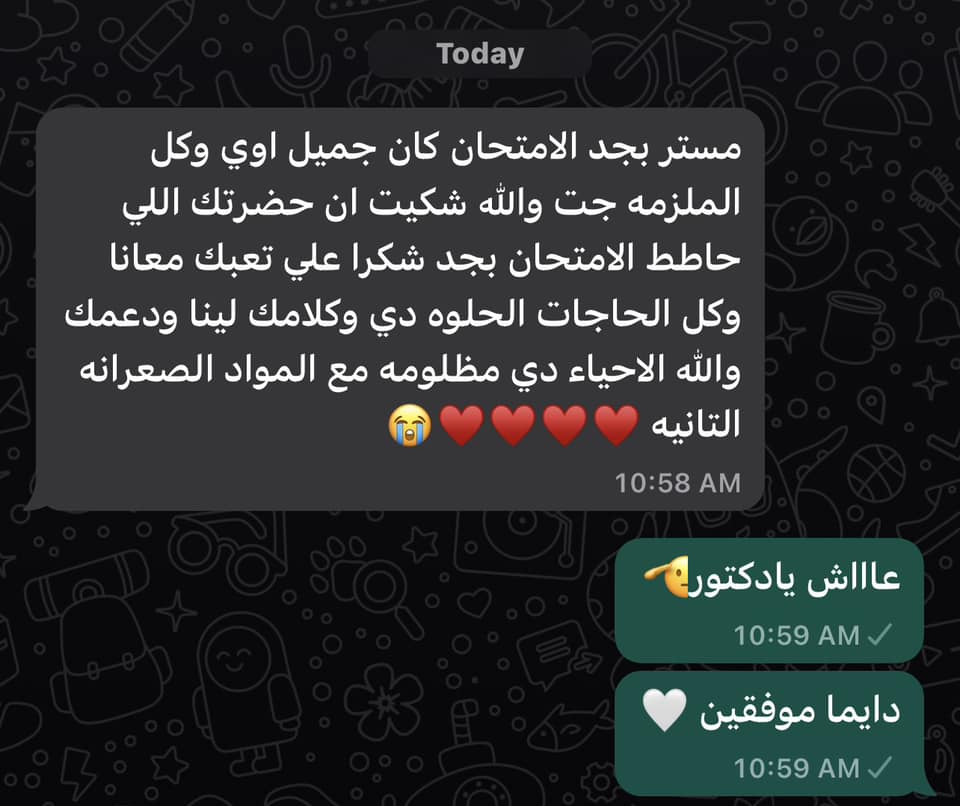 Today
مستر بجد الامتحان كان جميل اوي وكل
الملزمه جت والله شكيت ان حضرتك اللي
حاطط الامتحان بجد شكرا علي تعبك معانا
وكل الحاجات الحلوه دي وكلامك لينا ودعمك
والله الاحياء دي مظلومه مع المواد الصعرانه
التانيه ❤️❤️❤️❤️😭
10:58 AM
عاااش يادكتور🫡
10:59 AM ✓
دايما موفقين 🤍
10:59 AM ✓